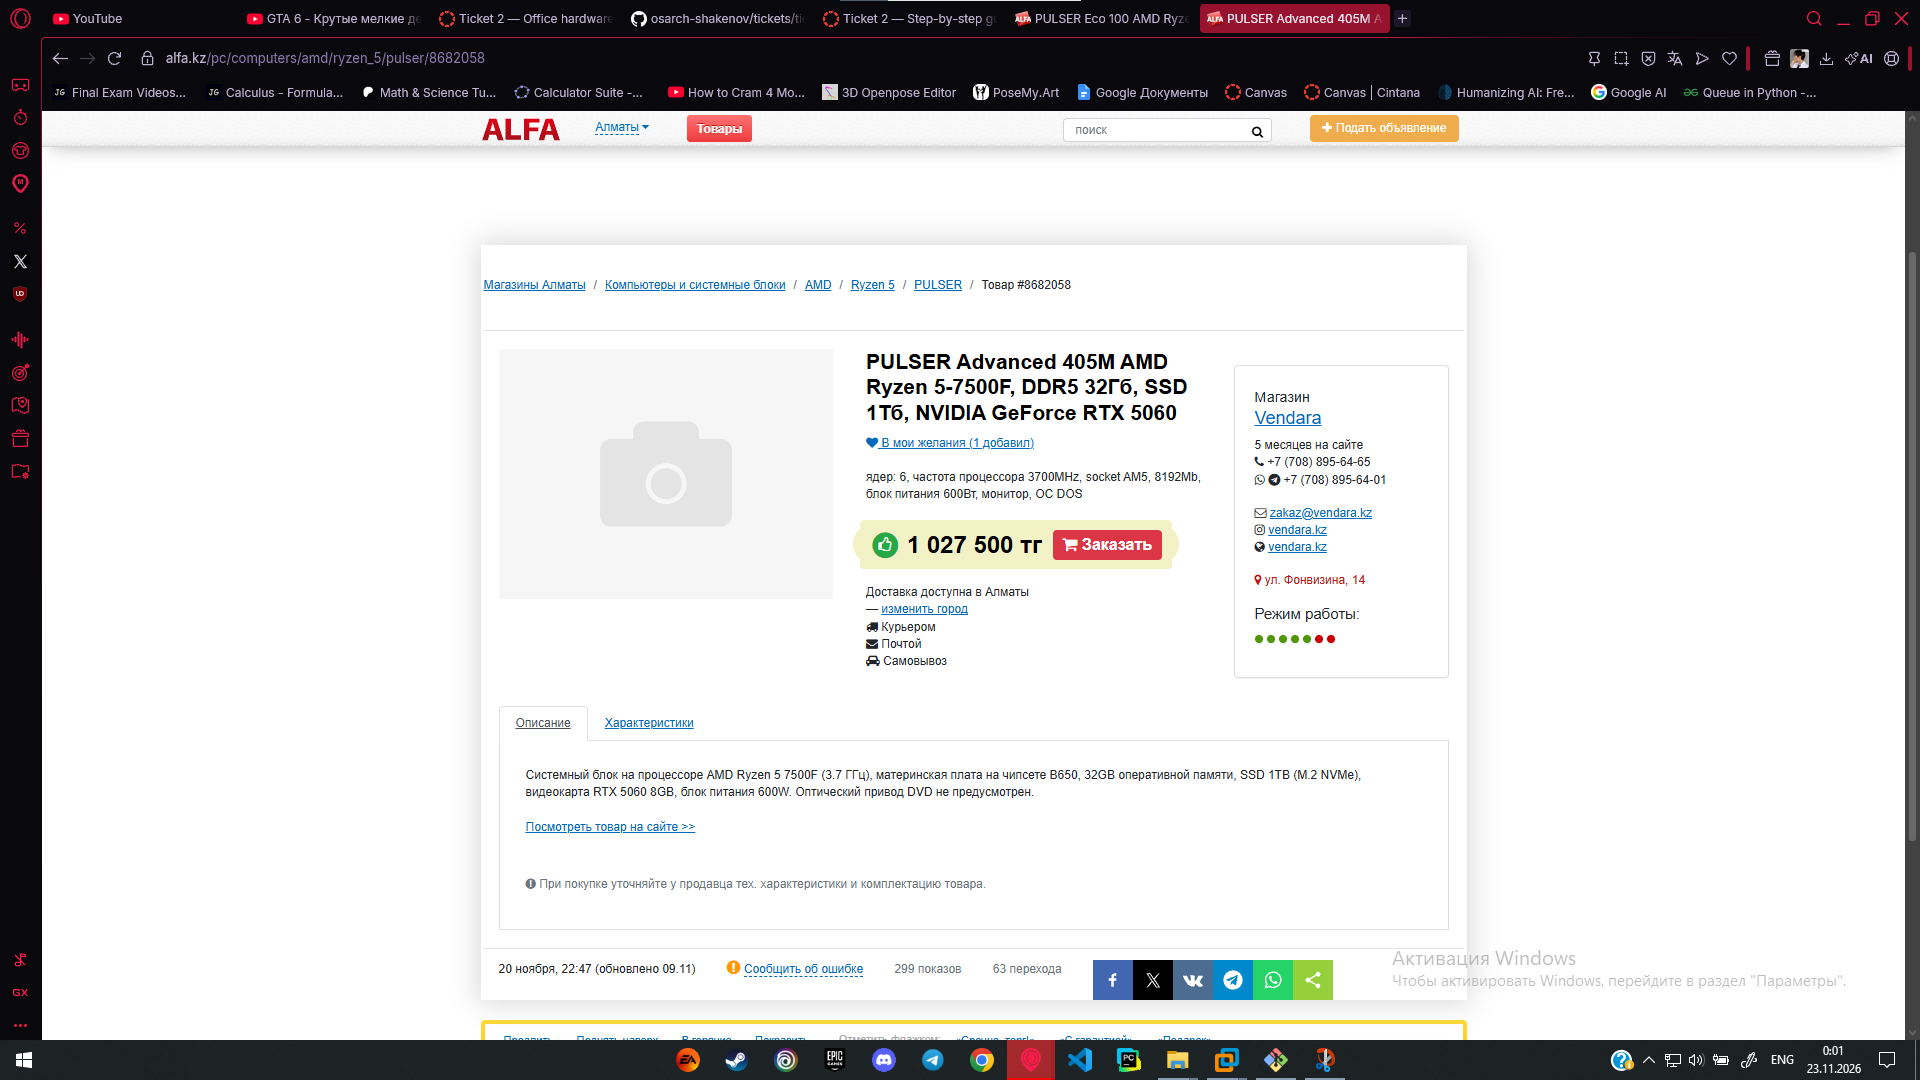 YouTube
GTA 6 - Крутые мелкие де
Ticket 2 — Office hardware
osarch-shakenov/tickets/ti
Ticket 2 — Step-by-step g
PULSER Eco 100 AMD Ryze
PULSER Advanced 405M A
alfa.kz/pc/computers/amd/ryzen_5/pulser/8682058
AI
Final Exam Videos...
Calculus - Formula...
Math & Science Tu...
Calculator Suite -...
How to Cram 4 Mo...
3D Openpose Editor
PoseMy.Art
Google Документы
Canvas
Canvas | Cintana
Humanizing AI: Fre...
Google AI
Queue in Python -...
ALFA
Алматы
Товары
поиск
Подать объявление
Магазины Алматы / Компьютеры и системные блоки / AMD / Ryzen 5 / PULSER / Товар #8682058
PULSER Advanced 405M AMD
Ryzen 5-7500F, DDR5 32Гб, SSD
1Тб, NVIDIA GeForce RTX 5060
В мои желания (1 добавил)
ядер: 6, частота процессора 3700MHz, socket AM5, 8192Mb,
блок питания 600Вт, монитор, ОС DOS
1 027 500 тг
Заказать
Доставка доступна в Алматы
— изменить город
Курьером
Почтой
Самовывоз
Магазин
Vendara
5 месяцев на сайте
+7 (708) 895-64-65
+7 (708) 895-64-01
zakaz@vendara.kz
vendara.kz
vendara.kz
ул. Фонвизина, 14
Режим работы:
Описание
Характеристики
Системный блок на процессоре AMD Ryzen 5 7500F (3.7 ГГц), материнская плата на чипсете B650, 32GB оперативной памяти, SSD 1TB (M.2 NVMe),
видеокарта RTX 5060 8GB, блок питания 600W. Оптический привод DVD не предусмотрен.
Посмотреть товар на сайте >>
При покупке уточняйте у продавца тех. характеристики и комплектацию товара.
20 ноября, 22:47 (обновлено 09.11)
Сообщить об ошибке
299 показов
63 перехода
Активация Windows
Чтобы активировать Windows, перейдите в раздел "Параметры".
GX
ENG
0:01
23.11.2026